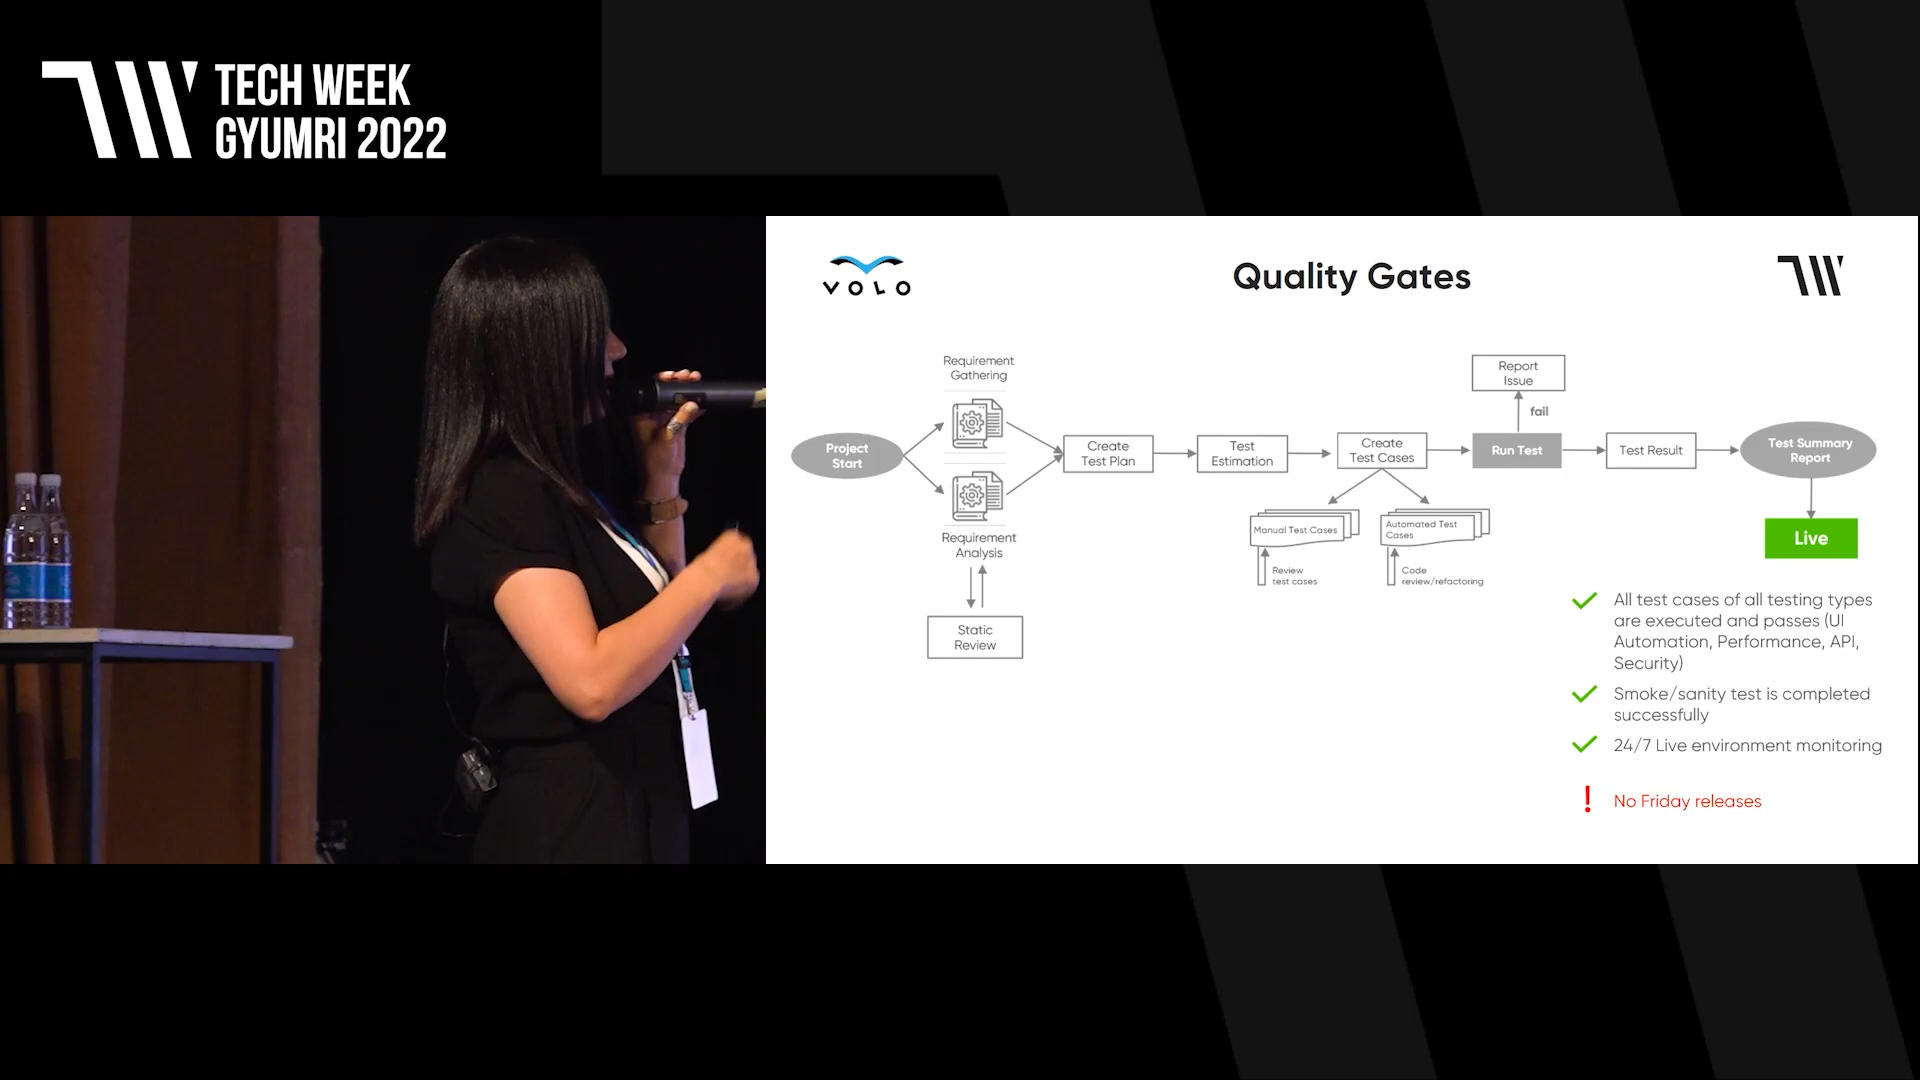 TECH WEEK
GYUMRI 2022
VOLO
Quality Gates
Requirement
Gathering
Report
Issue
fail
Project
Start
Create
Test Plan
Test
Estimation
Create
Test Cases
Run Test
Test Result
Test Summary
Report
Manual Test Cases
Automated Test
Cases
Live
Requirement
Analysis
Review
test cases
Code
review/refactoring
Static
Review
All test cases of all testing types
are executed and passes (UI
Automation, Performance, API,
Security)
Smoke/sanity test is completed
successfully
24/7 Live environment monitoring
! No Friday releases